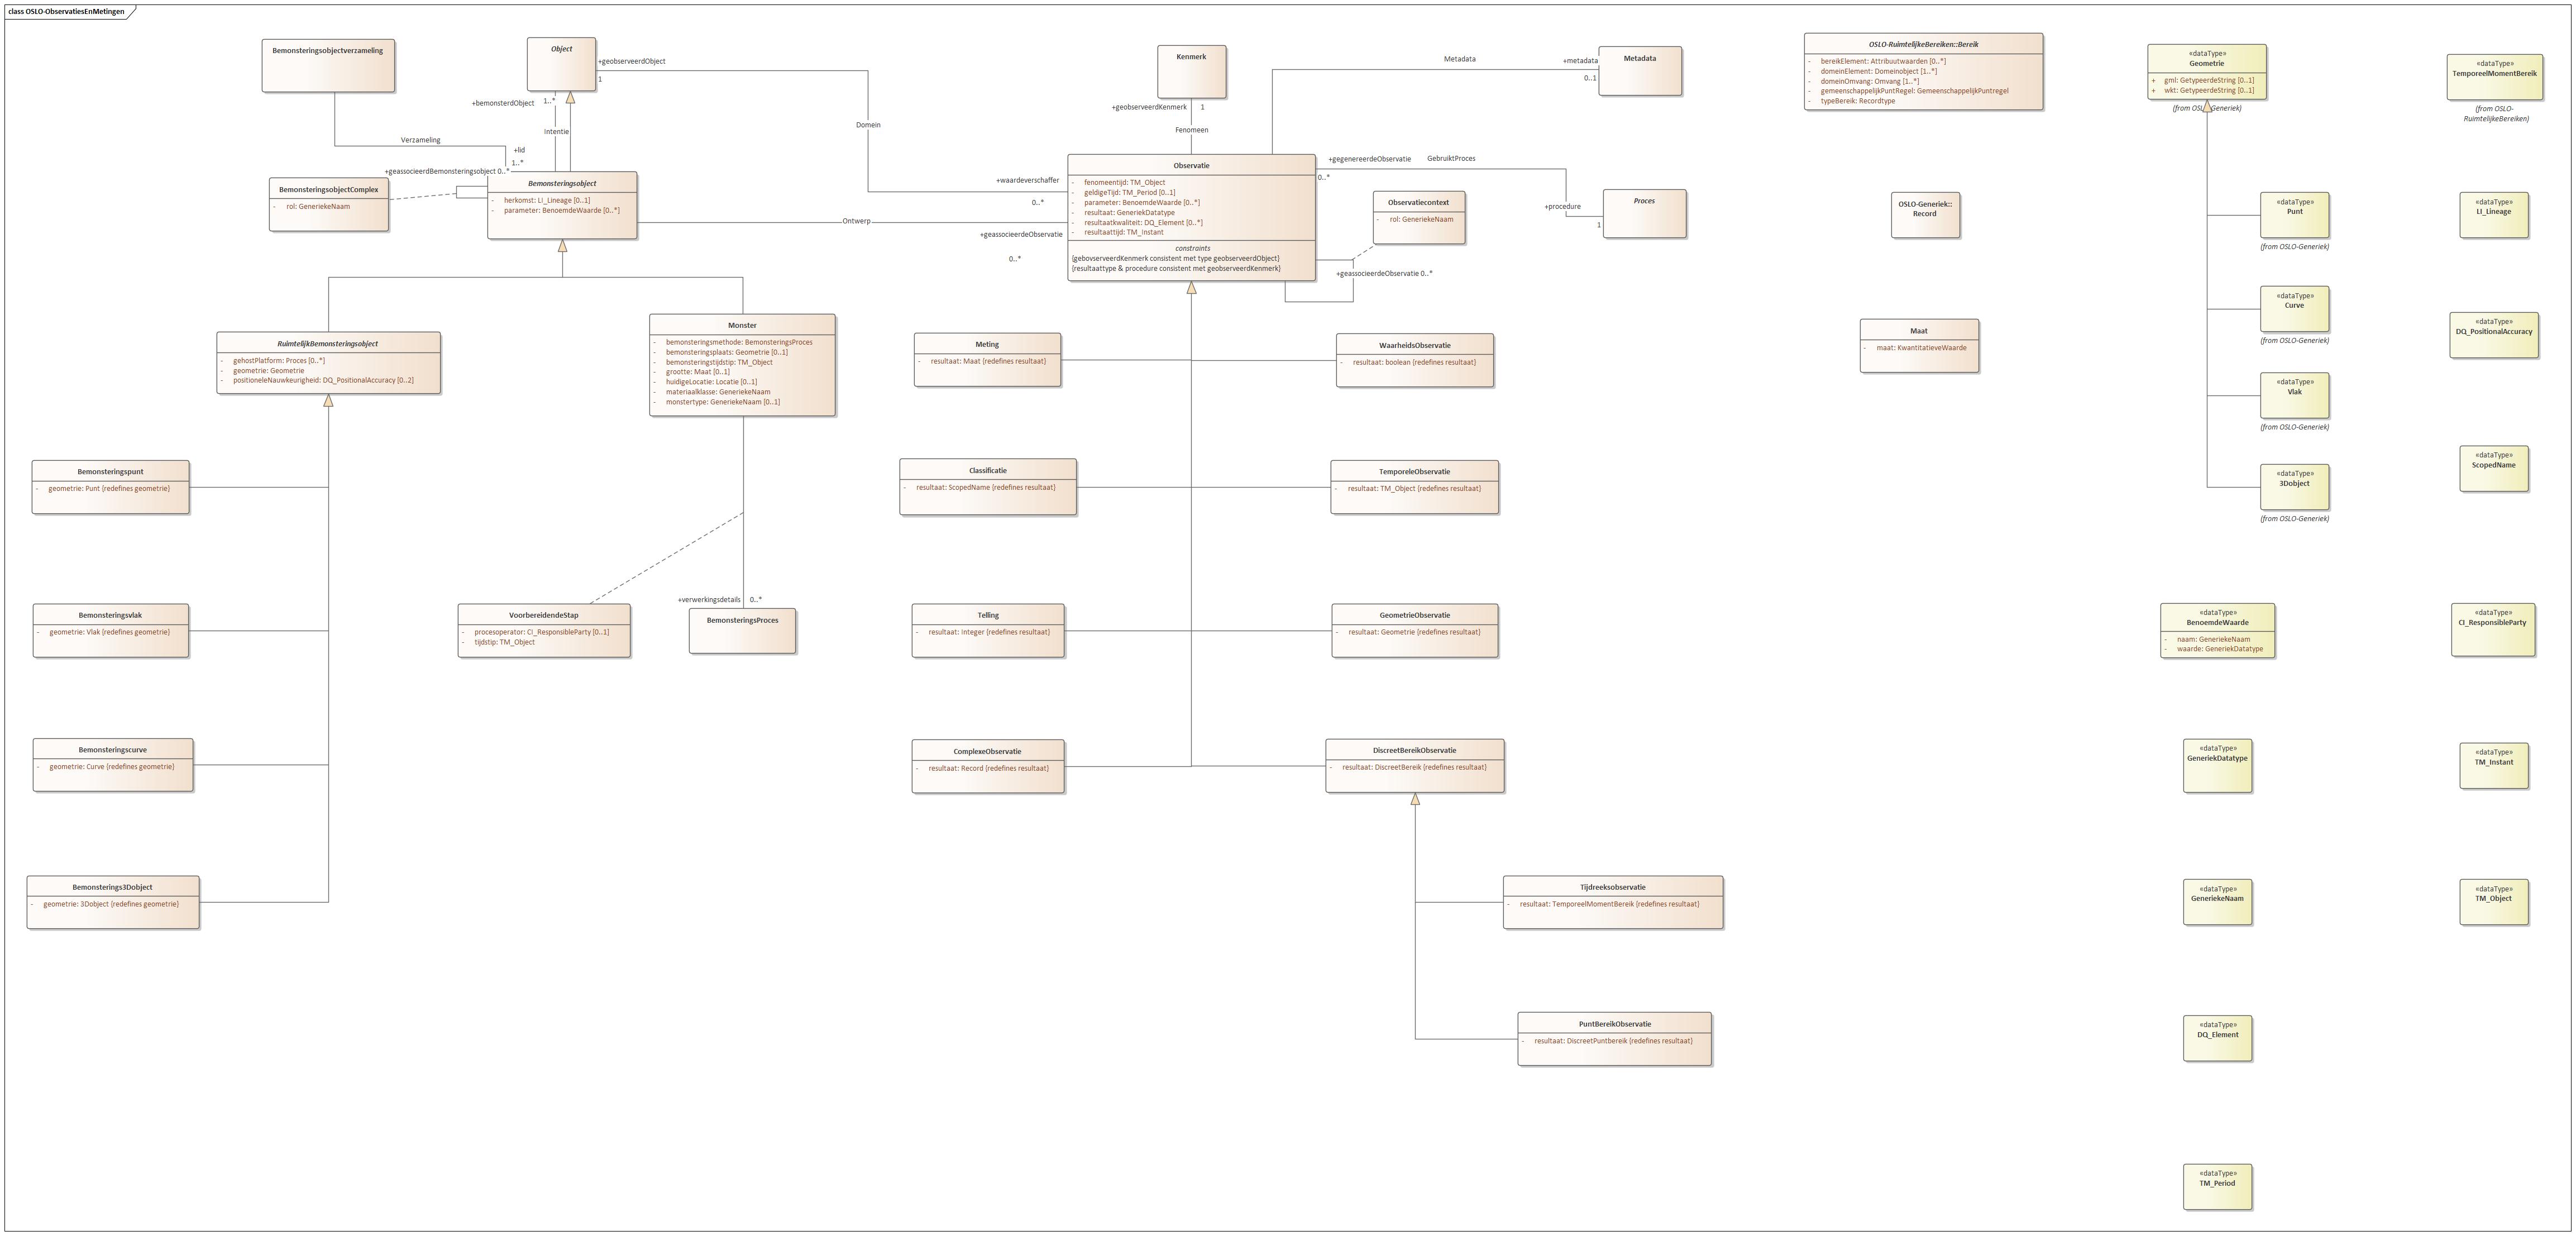 class OSLO-ObservatiesEnMetingen
Bemonsteringsobjectverzameling
Object
+geobserveerdObject
1
+bemonsterdObject
1..*
Intentie
Domein
Verzameling
+lid
1..*
+geassocieerdBemonsteringsobject 0..*
BemonsteringsobjectComplex
- rol: GeneriekeNaam
Bemonsteringsobject
- herkomst: LI_Lineage [0..1]
- parameter: BenoemdeWaarde [0..*]
+waardeverschaffer
0..*
Ontwerp
+geassocieerdeObservatie
0..*
Kenmerk
+geobserveerdKenmerk
1
Fenomeen
Metadata
+metadata
0..1
Metadata
Observatie
- fenomeentijd: TM_Object
- geldigeTijd: TM_Period [0..1]
- parameter: BenoemdeWaarde [0..*]
- resultaat: GeneriekDatatype
- resultaatkwaliteit: DQ_Element [0..*]
- resultaattijd: TM_Instant
constraints
{gebovserveerdKenmerk consistent met type geobserveerdObject}
{resultaattype & procedure consistent met geobserveerdKenmerk}
+gegenereerdeObservatie
GebruiktProces
0..*
Observatiecontext
- rol: GeneriekeNaam
+geassocieerdeObservatie 0..*
+procedure
1
Proces
OSLO-RuimtelijkeBereiken::Bereik
- bereikElement: Attribuutwaarden [0..*]
- domeinElement: Domeinobject [1..*]
- domeinOmvang: Omvang [1..*]
- gemeenschappelijkPuntRegel: GemeenschappelijkPuntregel
- typeBereik: Recordtype
«dataType»
Geometrie
+ gml: GetypeerdeString [0..1]
+ wkt: GetypeerdeString [0..1]
(from OSLO-Generiek)
«dataType»
TemporeelMomentBereik
(from OSLO-
RuimtelijkeBereiken)
OSLO-Generiek::
Record
«dataType»
Punt
(from OSLO-Generiek)
«dataType»
LI_Lineage
«dataType»
Curve
(from OSLO-Generiek)
«dataType»
DQ_PositionalAccuracy
Maat
- maat: KwantitatieveWaarde
«dataType»
Vlak
(from OSLO-Generiek)
«dataType»
ScopedName
«dataType»
3Dobject
(from OSLO-Generiek)
RuimtelijkBemonsteringsobject
- gehostPlatform: Proces [0..*]
- geometrie: Geometrie
- positioneleNauwkeurigheid: DQ_PositionalAccuracy [0..2]
Monster
- bemonsteringsmethode: BemonsteringsProces
- bemonsteringsplaats: Geometrie [0..1]
- bemonsteringstijdstip: TM_Object
- grootte: Maat [0..1]
- huidigeLocatie: Locatie [0..1]
- materiaalklasse: GeneriekeNaam
- monstertype: GeneriekeNaam [0..1]
Meting
- resultaat: Maat {redefines resultaat}
WaarheidsObservatie
- resultaat: boolean {redefines resultaat}
Bemonsteringspunt
- geometrie: Punt {redefines geometrie}
Classificatie
- resultaat: ScopedName {redefines resultaat}
TemporeleObservatie
- resultaat: TM_Object {redefines resultaat}
Bemonsteringsvlak
- geometrie: Vlak {redefines geometrie}
VoorbereidendeStap
- procesoperator: CI_ResponsibleParty [0..1]
- tijdstip: TM_Object
+verwerkingsdetails
0..*
BemonsteringsProces
Telling
- resultaat: Integer {redefines resultaat}
GeometrieObservatie
- resultaat: Geometrie {redefines resultaat}
«dataType»
BenoemdeWaarde
- naam: GeneriekeNaam
- waarde: GeneriekDatatype
«dataType»
CI_ResponsibleParty
Bemonsteringscurve
- geometrie: Curve {redefines geometrie}
ComplexeObservatie
- resultaat: Record {redefines resultaat}
DiscreetBereikObservatie
- resultaat: DiscreetBereik {redefines resultaat}
«dataType»
GeneriekDatatype
«dataType»
TM_Instant
Bemonsterings3Dobject
- geometrie: 3Dobject {redefines geometrie}
Tijdreeksobservatie
- resultaat: TemporeelMomentBereik {redefines resultaat}
«dataType»
GeneriekeNaam
«dataType»
TM_Object
PuntBereikObservatie
- resultaat: DiscreetPuntbereik {redefines resultaat}
«dataType»
DQ_Element
«dataType»
TM_Period